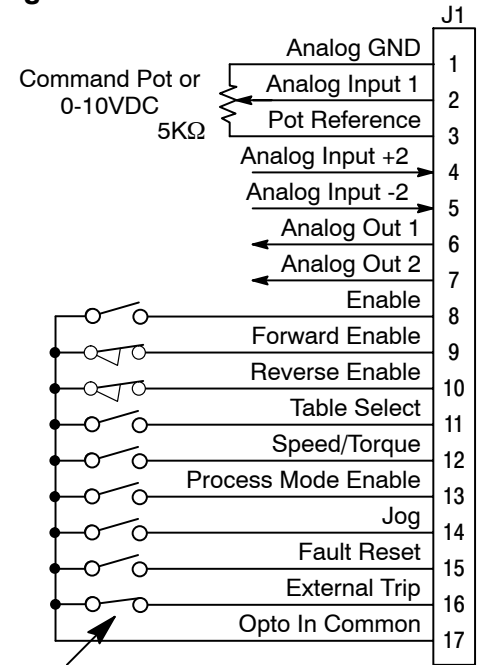 J1
Analog GND 1
Command Pot or
0-10VDC
5KΩ
Analog Input 1 2
Pot Reference 3
Analog Input +2 4
Analog Input -2 5
Analog Out 1 6
Analog Out 2 7
Enable 8
Forward Enable 9
Reverse Enable 10
Table Select 11
Speed/Torque 12
Process Mode Enable 13
Jog 14
Fault Reset 15
External Trip 16
Opto In Common 17